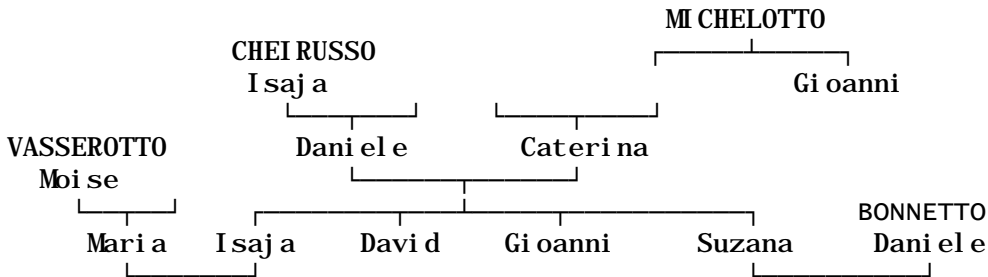 MICHELOTTO
CHEIRUSSO
Isaja Gioanni
Daniele Caterina
VASSEROTTO
Moise
BONNETTO
Maria Isaja David Gioanni Suzana Daniele